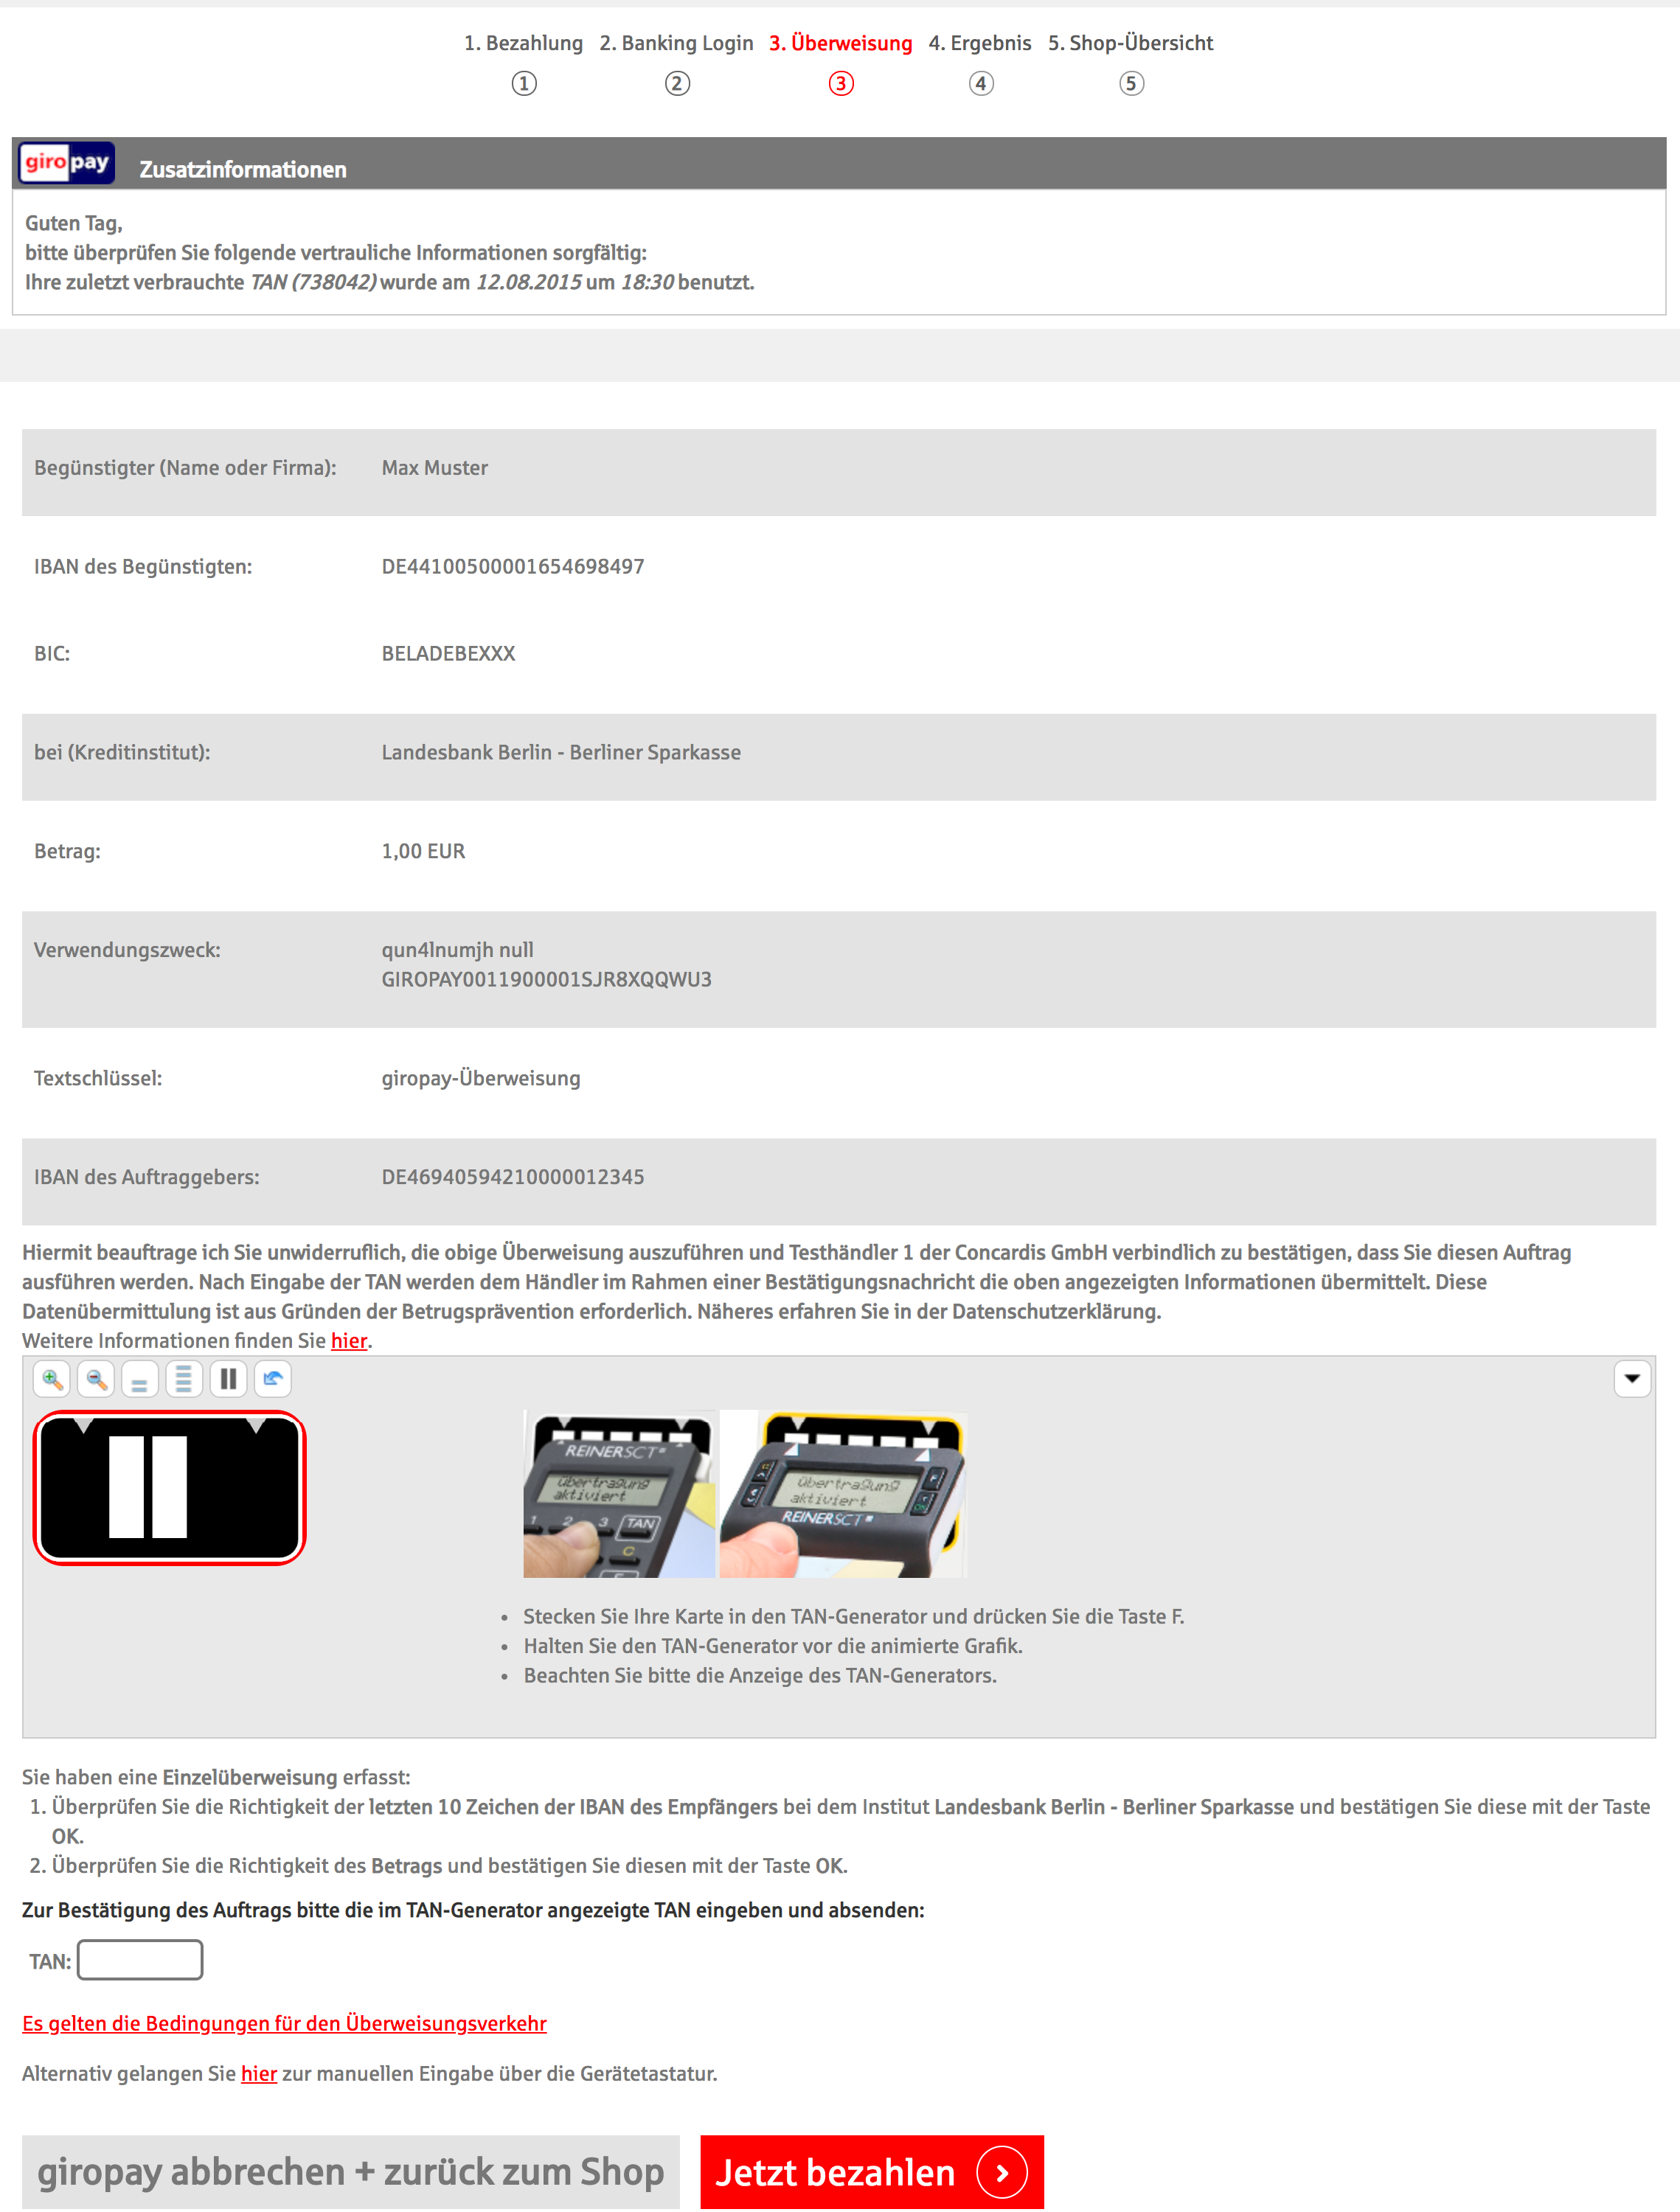 1. Bezahlung 2. Banking Login 3. Überweisung 4. Ergebnis 5. Shop-Übersicht
1 2 3 4 5
giropay Zusatzinformationen
Guten Tag,
bitte überprüfen Sie folgende vertrauliche Informationen sorgfältig:
Ihre zuletzt verbrauchte TAN (738042) wurde am 12.08.2015 um 18:30 benutzt.
Begünstigter (Name oder Firma): Max Muster
IBAN des Begünstigten: DE44100500001654698497
BIC: BELADEBEXXX
bei (Kreditinstitut): Landesbank Berlin - Berliner Sparkasse
Betrag: 1,00 EUR
Verwendungszweck: qun4lnumjh null
GIROPAY0011900001SJR8XQQWU3
Textschlüssel: giropay-Überweisung
IBAN des Auftraggebers: DE46940594210000012345
Hiermit beauftrage ich Sie unwiderruflich, die obige Überweisung auszuführen und Testhändler 1 der Concardis GmbH verbindlich zu bestätigen, dass Sie diesen Auftrag
ausführen werden. Nach Eingabe der TAN werden dem Händler im Rahmen einer Bestätigungsnachricht die oben angezeigten Informationen übermittelt. Diese
Datenübermittulung ist aus Gründen der Betrugsprävention erforderlich. Näheres erfahren Sie in der Datenschutzerklärung.
Weitere Informationen finden Sie hier.
REINERSCT
Übertragung
aktiviert
1 2 3 TAN
C
Übertragung
aktiviert
REINERSCT
• Stecken Sie Ihre Karte in den TAN-Generator und drücken Sie die Taste F.
• Halten Sie den TAN-Generator vor die animierte Grafik.
• Beachten Sie bitte die Anzeige des TAN-Generators.
Sie haben eine Einzelüberweisung erfasst:
1. Überprüfen Sie die Richtigkeit der letzten 10 Zeichen der IBAN des Empfängers bei dem Institut Landesbank Berlin - Berliner Sparkasse und bestätigen Sie diese mit der Taste
OK.
2. Überprüfen Sie die Richtigkeit des Betrags und bestätigen Sie diesen mit der Taste OK.
Zur Bestätigung des Auftrags bitte die im TAN-Generator angezeigte TAN eingeben und absenden:
TAN:
Es gelten die Bedingungen für den Überweisungsverkehr
Alternativ gelangen Sie hier zur manuellen Eingabe über die Gerätetastatur.
giropay abbrechen + zurück zum Shop Jetzt bezahlen